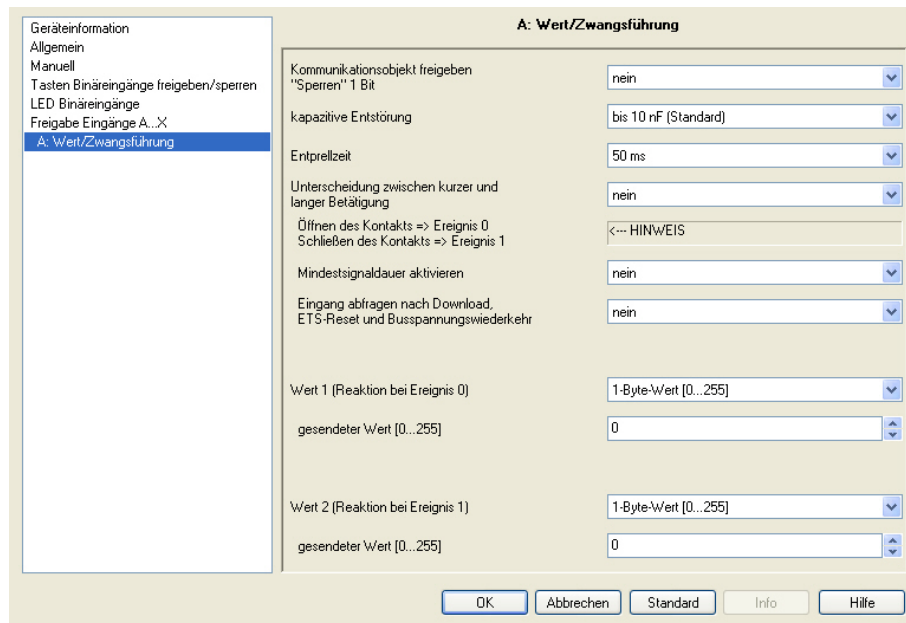 Geräteinformation
Allgemein
Manuell
Tasten Binäreingänge freigeben/sperren
LED Binäreingänge
Freigabe Eingänge A...X
A: Wert/Zwangsführung
A: Wert/Zwangsführung
Kommunikationsobjekt freigeben
"Sperren" 1 Bit
nein
kapazitive Entstörung
bis 10 nF (Standard)
Entprellzeit
50 ms
Unterscheidung zwischen kurzer und
langer Betätigung
nein
Öffnen des Kontakts => Ereignis 0
Schließen des Kontakts => Ereignis 1
<--- HINWEIS
Mindestsignaldauer aktivieren
nein
Eingang abfragen nach Download,
ETS-Reset und Busspannungswiederkehr
nein
Wert 1 (Reaktion bei Ereignis 0)
1-Byte-Wert [0...255]
gesendeter Wert [0...255]
0
Wert 2 (Reaktion bei Ereignis 1)
1-Byte-Wert [0...255]
gesendeter Wert [0...255]
0
OK
Abbrechen
Standard
Info
Hilfe